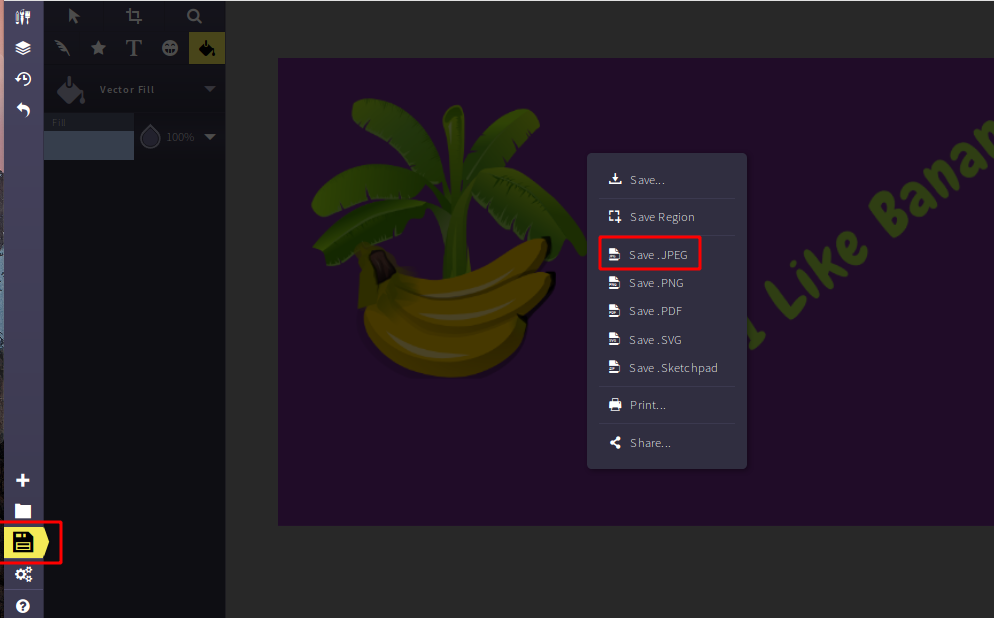 T
Vector Fill
Fill
100%
Save...
Save Region
Save .JPEG
Save .PNG
Save .PDF
Save .SVG
Save .Sketchpad
Print...
Share...
I Like Banan
?